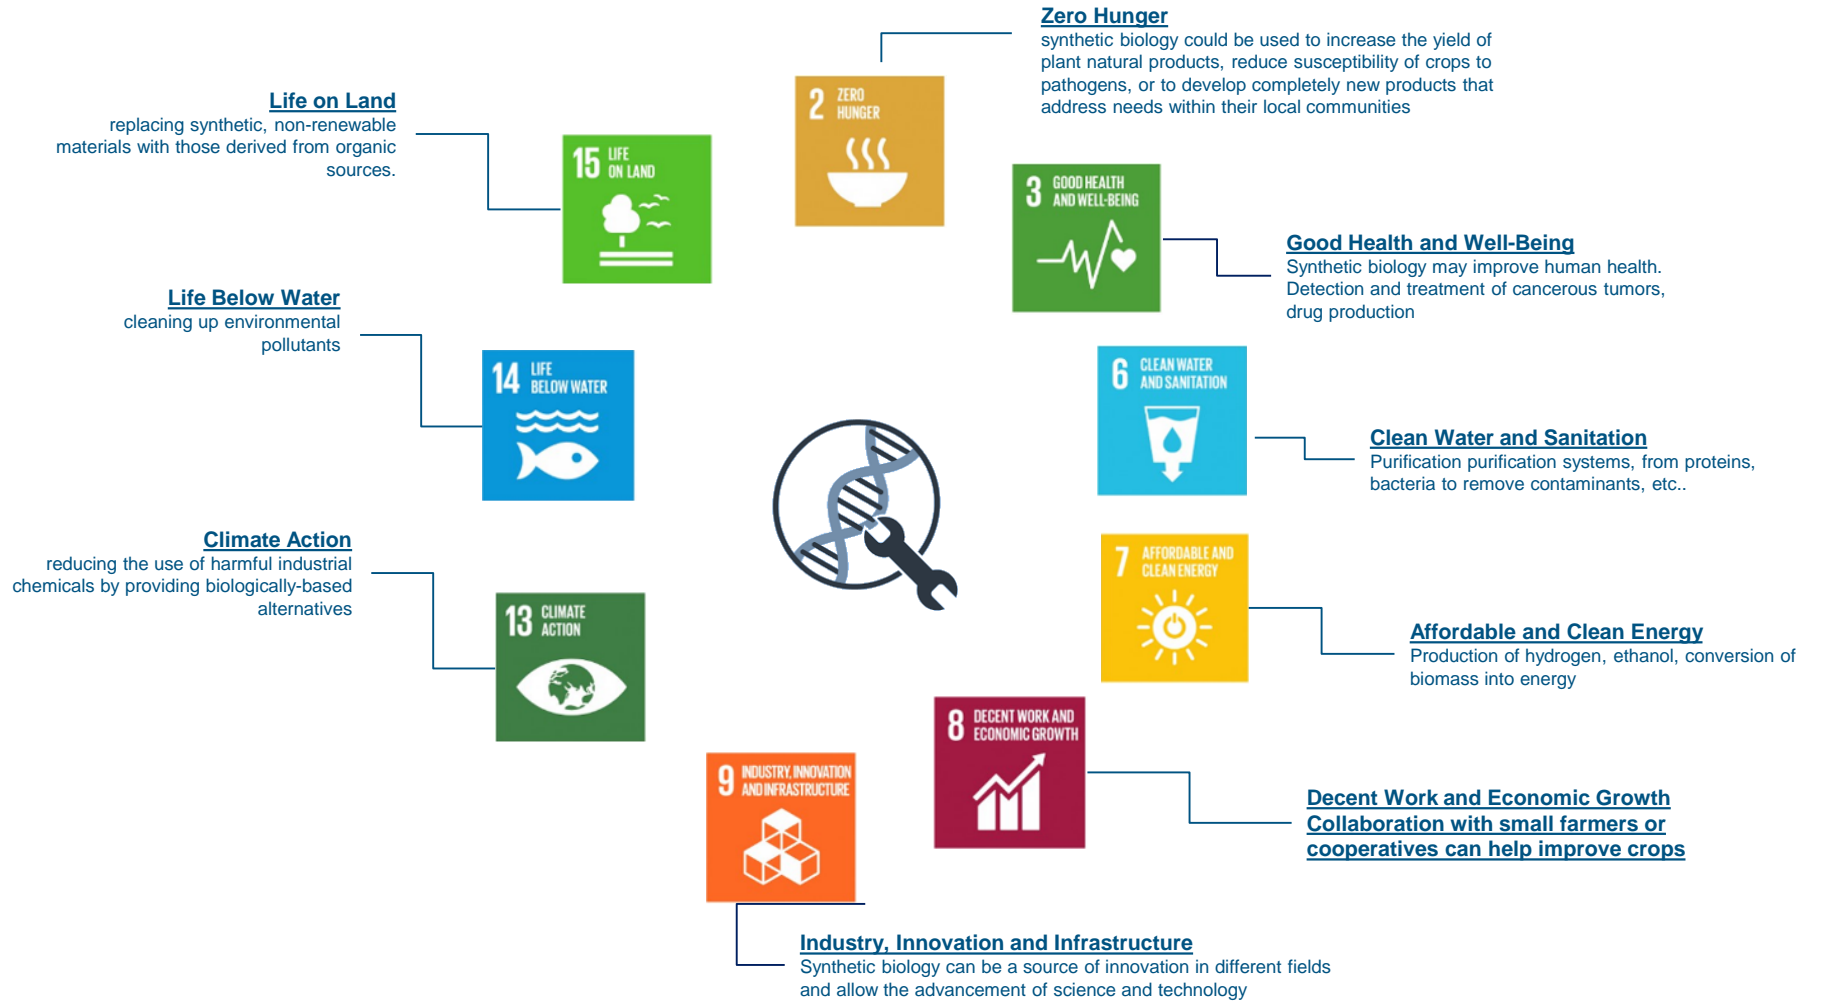 Zero Hunger
synthetic biology could be used to increase the yield of
plant natural products, reduce susceptibility of crops to
pathogens, or to develop completely new products that
address needs within their local communities
2 ZERO
HUNGER
Life on Land
replacing synthetic, non-renewable
materials with those derived from organic
sources.
15 LIFE
ON LAND
3 GOOD HEALTH
AND WELL-BEING
Good Health and Well-Being
Synthetic biology may improve human health.
Detection and treatment of cancerous tumors,
drug production
Life Below Water
cleaning up environmental
pollutants
14 LIFE
BELOW WATER
6 CLEAN WATER
AND SANITATION
Clean Water and Sanitation
Purification purification systems, from proteins,
bacteria to remove contaminants, etc..
Climate Action
reducing the use of harmful industrial
chemicals by providing biologically-based
alternatives
13 CLIMATE
ACTION
7 AFFORDABLE AND
CLEAN ENERGY
Affordable and Clean Energy
Production of hydrogen, ethanol, conversion of
biomass into energy
8 DECENT WORK AND
ECONOMIC GROWTH
Decent Work and Economic Growth
Collaboration with small farmers or
cooperatives can help improve crops
9 INDUSTRY, INNOVATION
AND INFRASTRUCTURE
Industry, Innovation and Infrastructure
Synthetic biology can be a source of innovation in different fields
and allow the advancement of science and technology